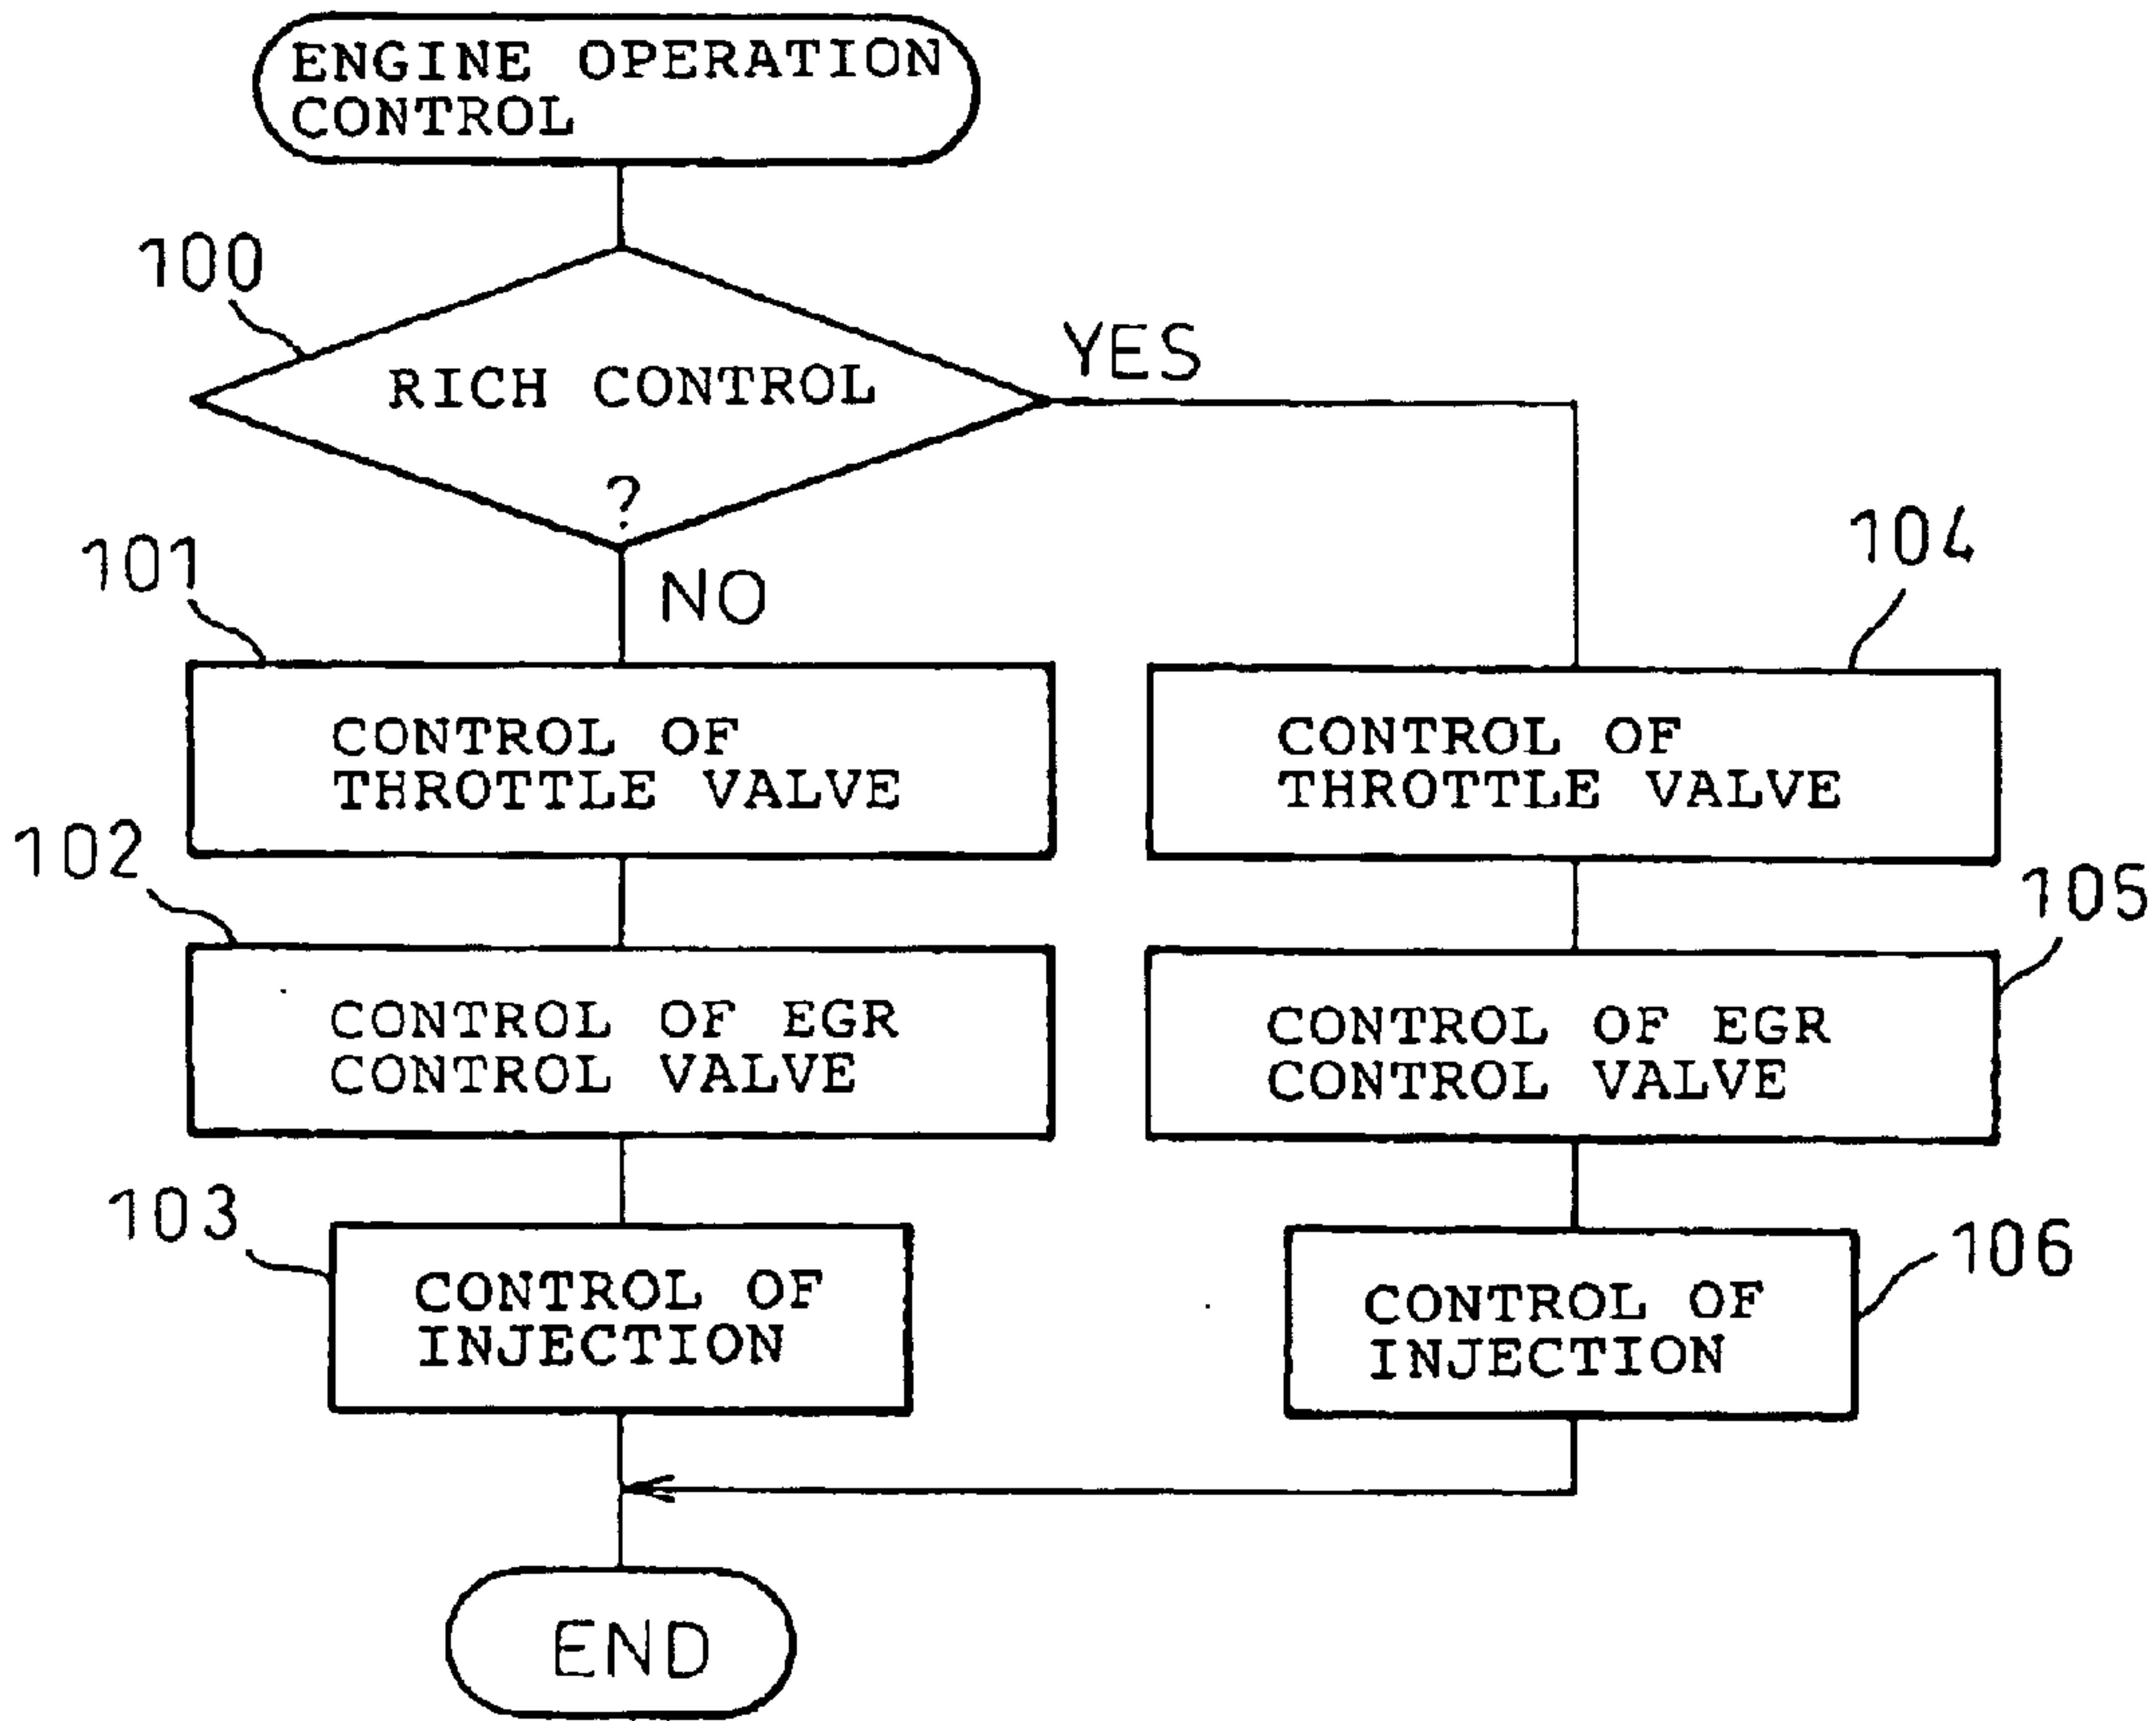 ENGINE OPERATION
CONTROL
100
RICH CONTROL
?
YES
NO
101
CONTROL OF
THROTTLE VALVE
102
CONTROL OF EGR
CONTROL VALVE
103
CONTROL OF
INJECTION
104
CONTROL OF
THROTTLE VALVE
105
CONTROL OF EGR
CONTROL VALVE
106
CONTROL OF
INJECTION
END